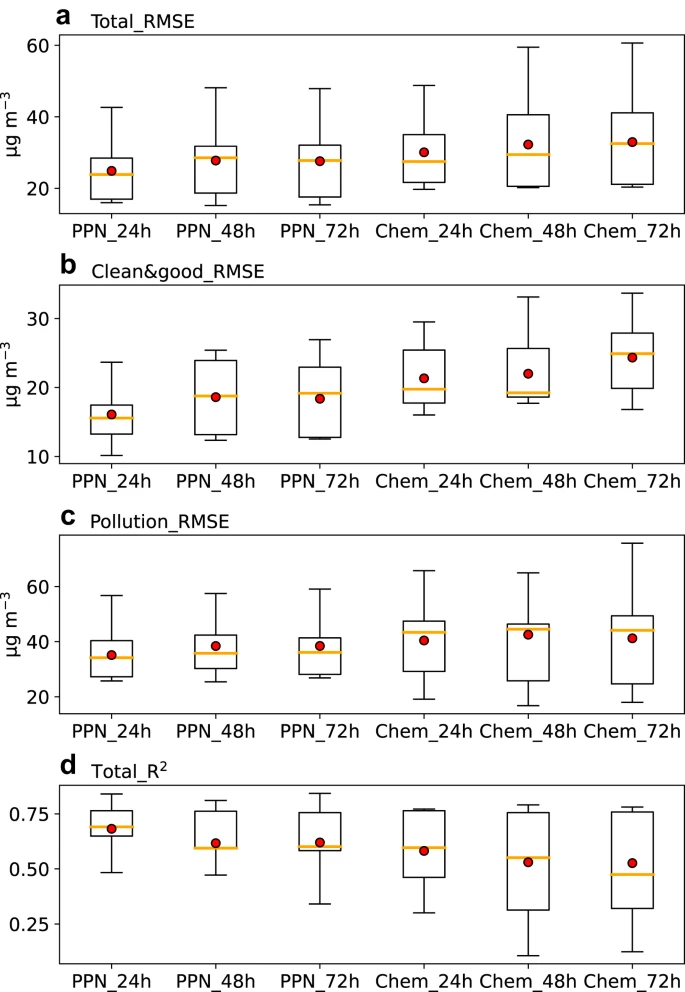 a Total_RMSE
60
40
20
µg m⁻³
PPN_24h PPN_48h PPN_72h Chem_24h Chem_48h Chem_72h
b Clean&good_RMSE
30
20
10
µg m⁻³
PPN_24h PPN_48h PPN_72h Chem_24h Chem_48h Chem_72h
c Pollution_RMSE
60
40
20
µg m⁻³
PPN_24h PPN_48h PPN_72h Chem_24h Chem_48h Chem_72h
d Total_R²
0.75
0.50
0.25
PPN_24h PPN_48h PPN_72h Chem_24h Chem_48h Chem_72h